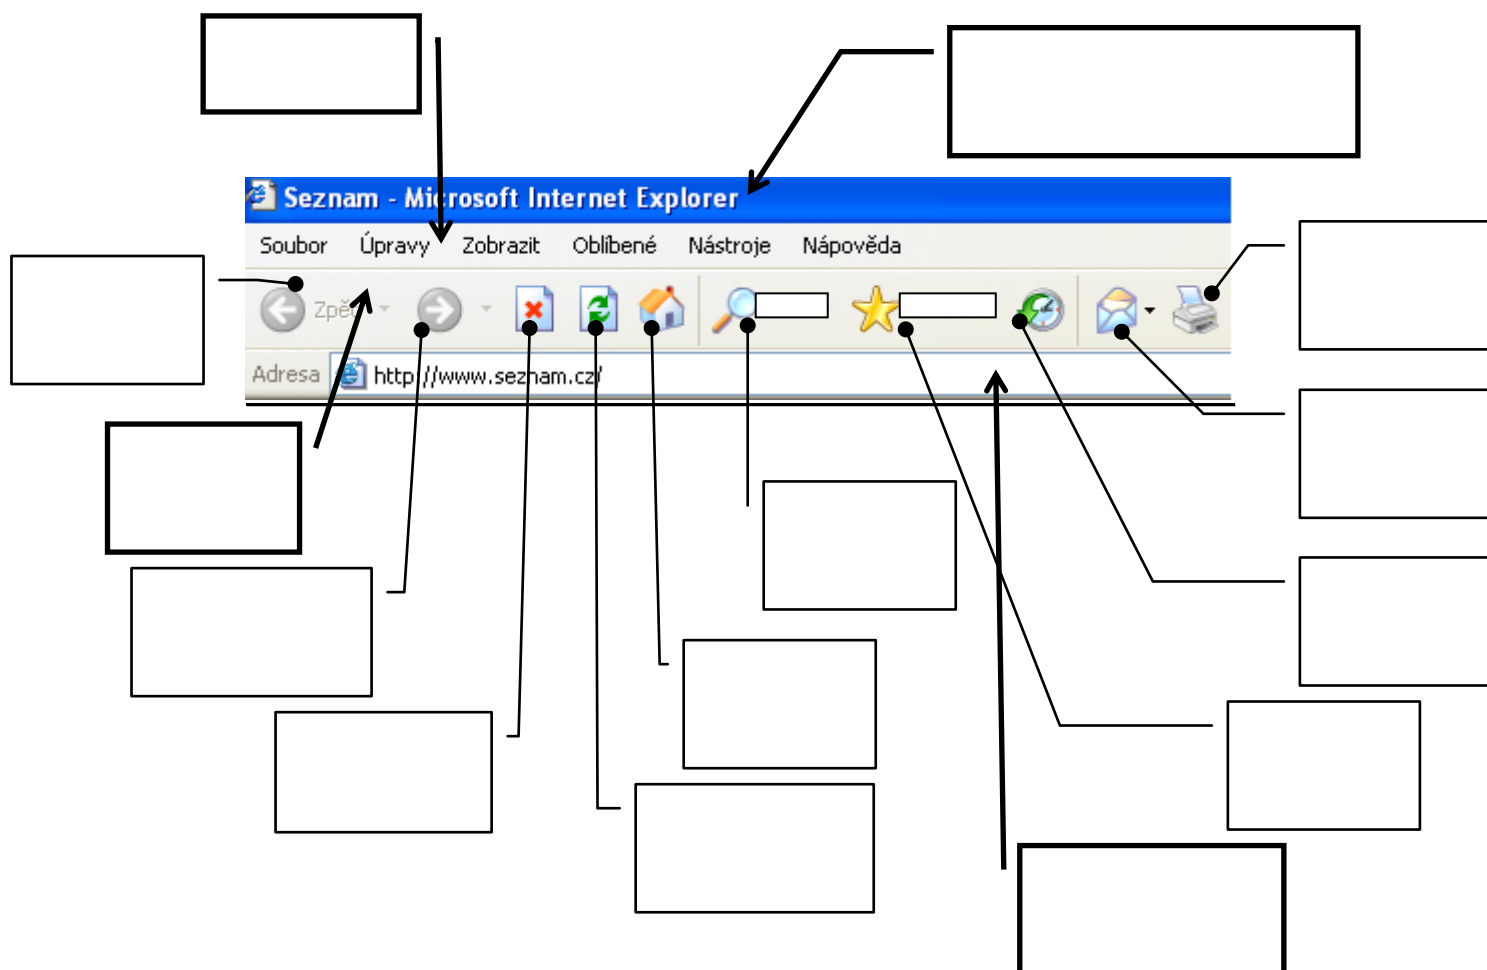 Seznam - Microsoft Internet Explorer
Soubor Úpravy Zobrazit Oblíbené Nástroje Nápověda
Zpět
Adresa http://www.seznam.cz/